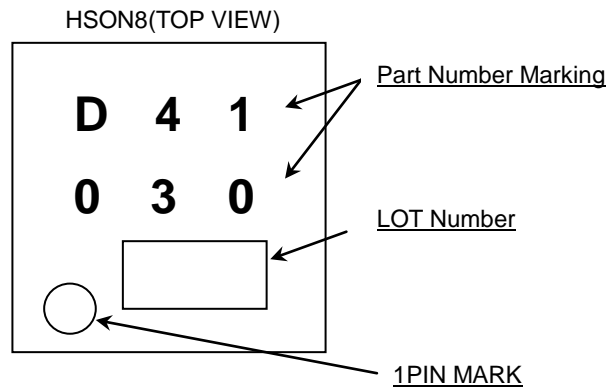 HSON8(TOP VIEW)
Part Number Marking
D 4 1
0 3 0
LOT Number
1PIN MARK